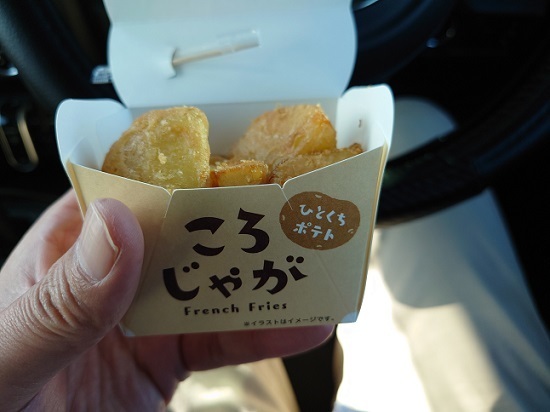 ころ
じゃが
French Fries
ひとくち
ポテト
※イラストはイメージです。